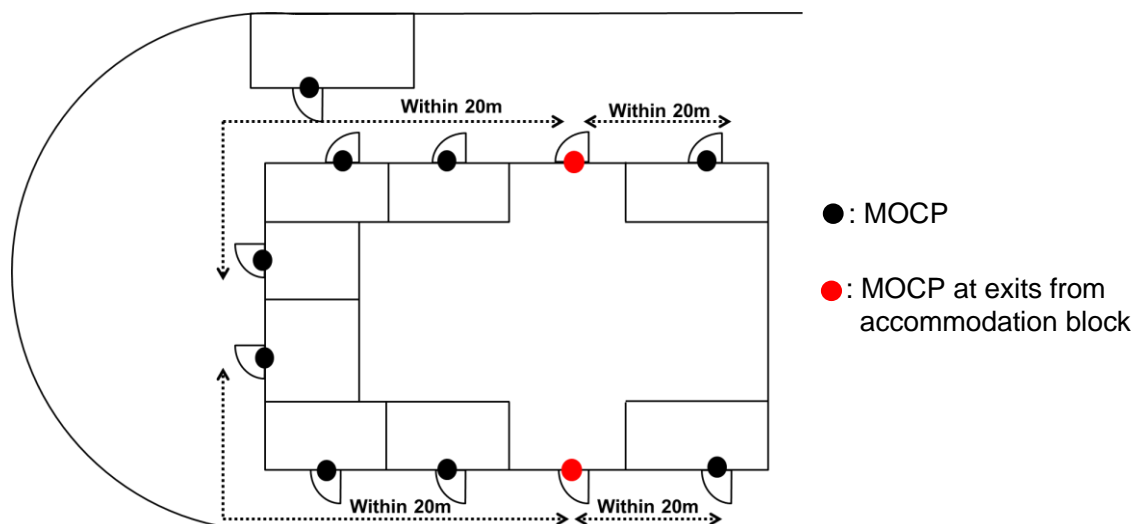 Within 20m
Within 20m
: MOCP
: MOCP at exits from
accommodation block
Within 20m
Within 20m